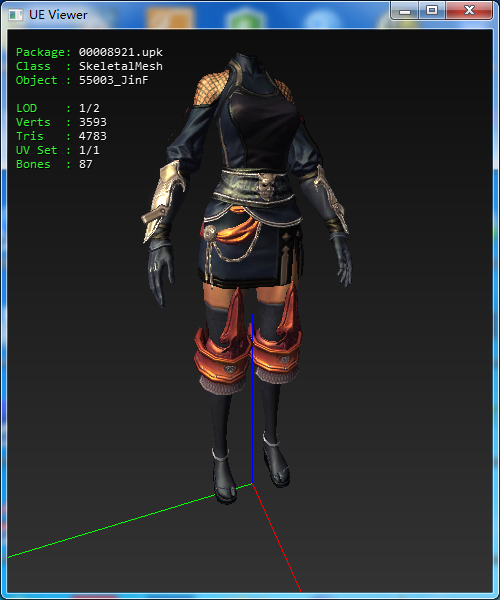 UE Viewer
Package: 00008921.upk
Class  : SkeletalMesh
Object : 55003_JinF
LOD    : 1/2
Verts  : 3593
Tris   : 4783
UV Set : 1/1
Bones  : 87